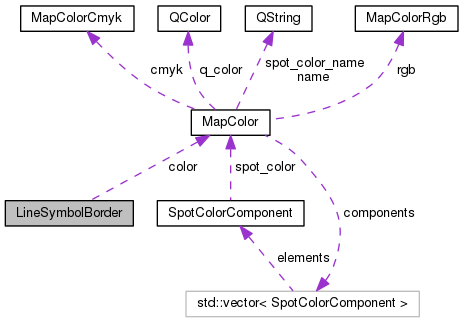 MapColorCmyk
QColor
QString
MapColorRgb
cmyk
q_color
spot_color_name
name
rgb
MapColor
color
spot_color
LineSymbolBorder
SpotColorComponent
components
elements
std::vector< SpotColorComponent >